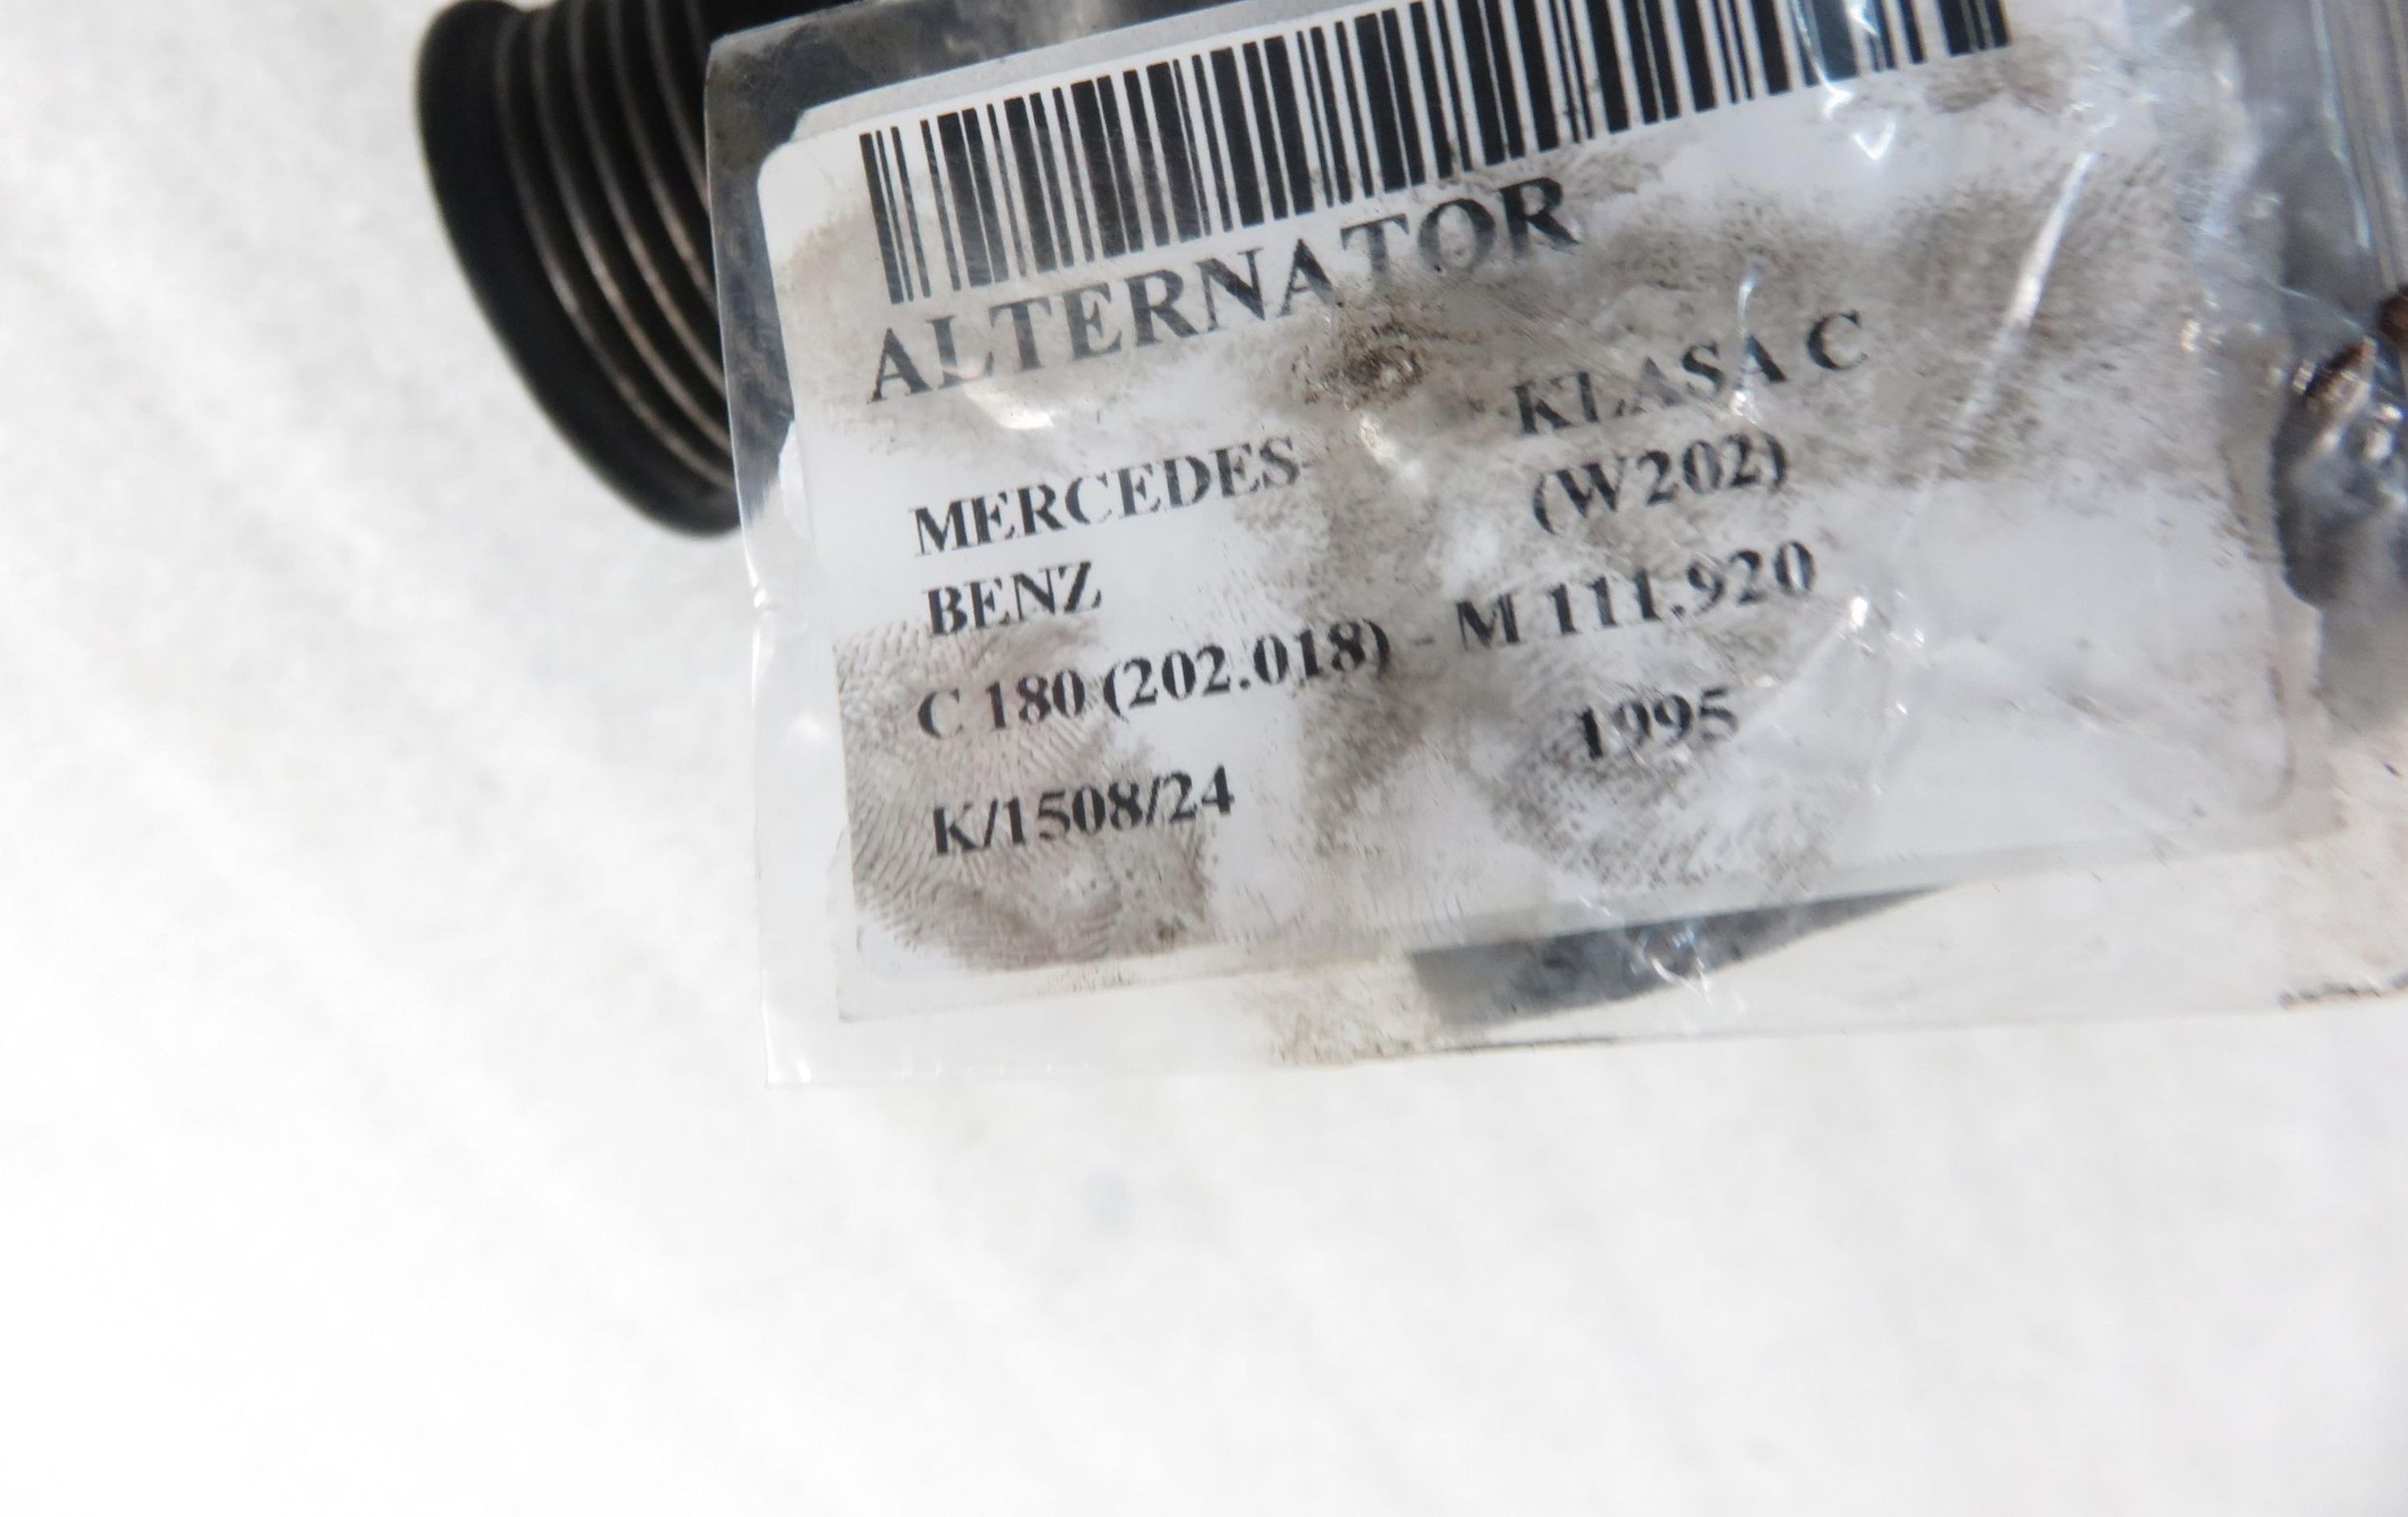 ALTERNATOR
MERCEDES- KLASA C
BENZ (W202)
C 180 (202.018) - M 111.920
K/1508/24 1995